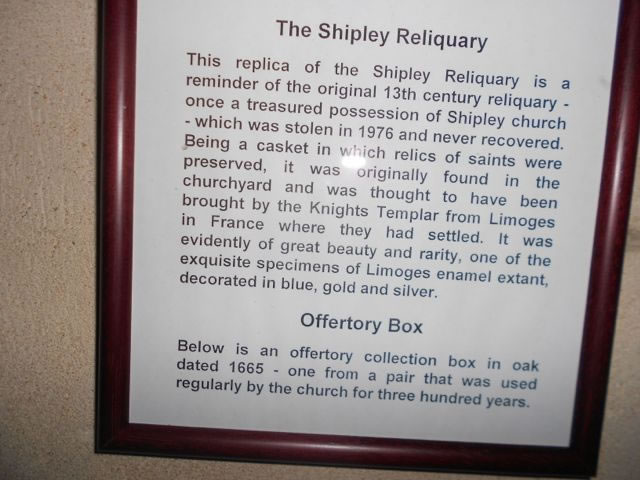 The Shipley Reliquary
This replica of the Shipley Reliquary is a
reminder of the original 13th century reliquary -
once a treasured possession of Shipley church
- which was stolen in 1976 and never recovered.
Being a casket in which relics of saints were
preserved, it was originally found in the
churchyard and was thought to have been
brought by the Knights Templar from Limoges
in France where they had settled. It was
evidently of great beauty and rarity, one of the
exquisite specimens of Limoges enamel extant,
decorated in blue, gold and silver.
Offertory Box
Below is an offertory collection box in oak
dated 1665 - one from a pair that was used
regularly by the church for three hundred years.